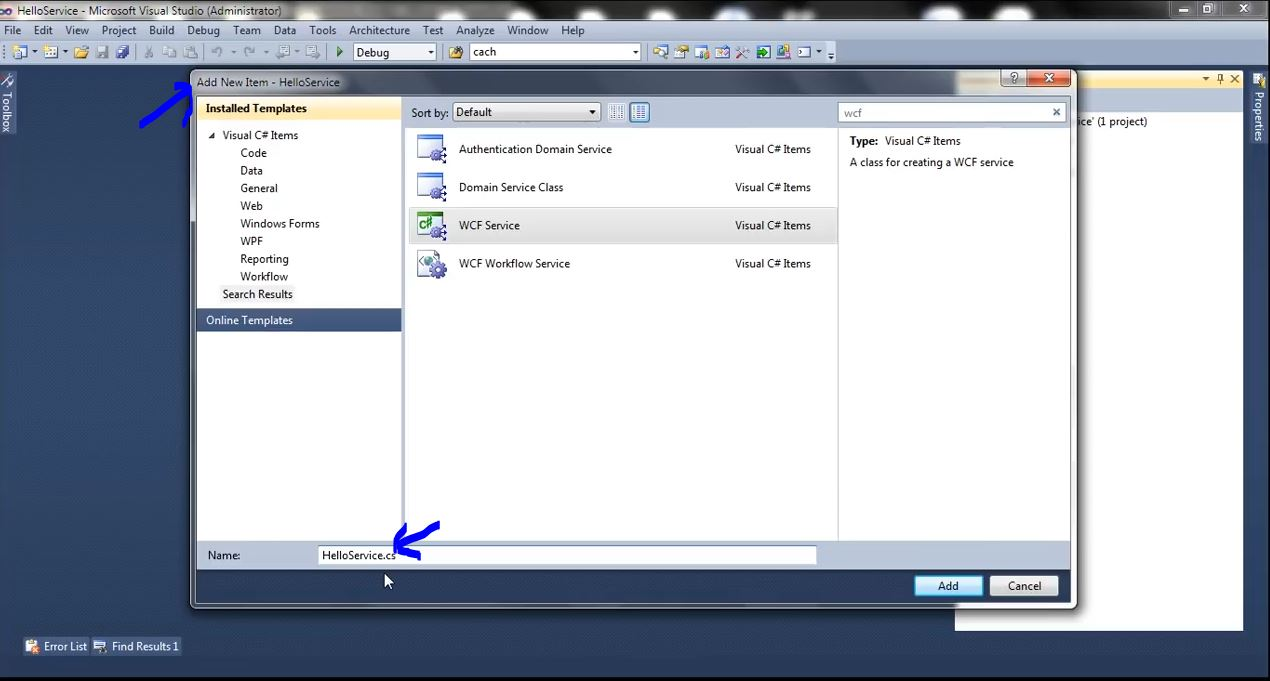 HelloService - Microsoft Visual Studio (Administrator)
File Edit View Project Build Debug Team Data Tools Architecture Test Analyze Window Help
Debug cach
Toolbox
Add New Item - HelloService
Installed Templates
Visual C# Items
Code
Data
General
Web
Windows Forms
WPF
Reporting
Workflow
Search Results
Online Templates
Sort by: Default
Authentication Domain Service Visual C# Items
Domain Service Class Visual C# Items
WCF Service Visual C# Items
WCF Workflow Service Visual C# Items
wcf
Type: Visual C# Items
A class for creating a WCF service
ice' (1 project)
Properties
Name: HelloService.cs
Add Cancel
Error List Find Results 1